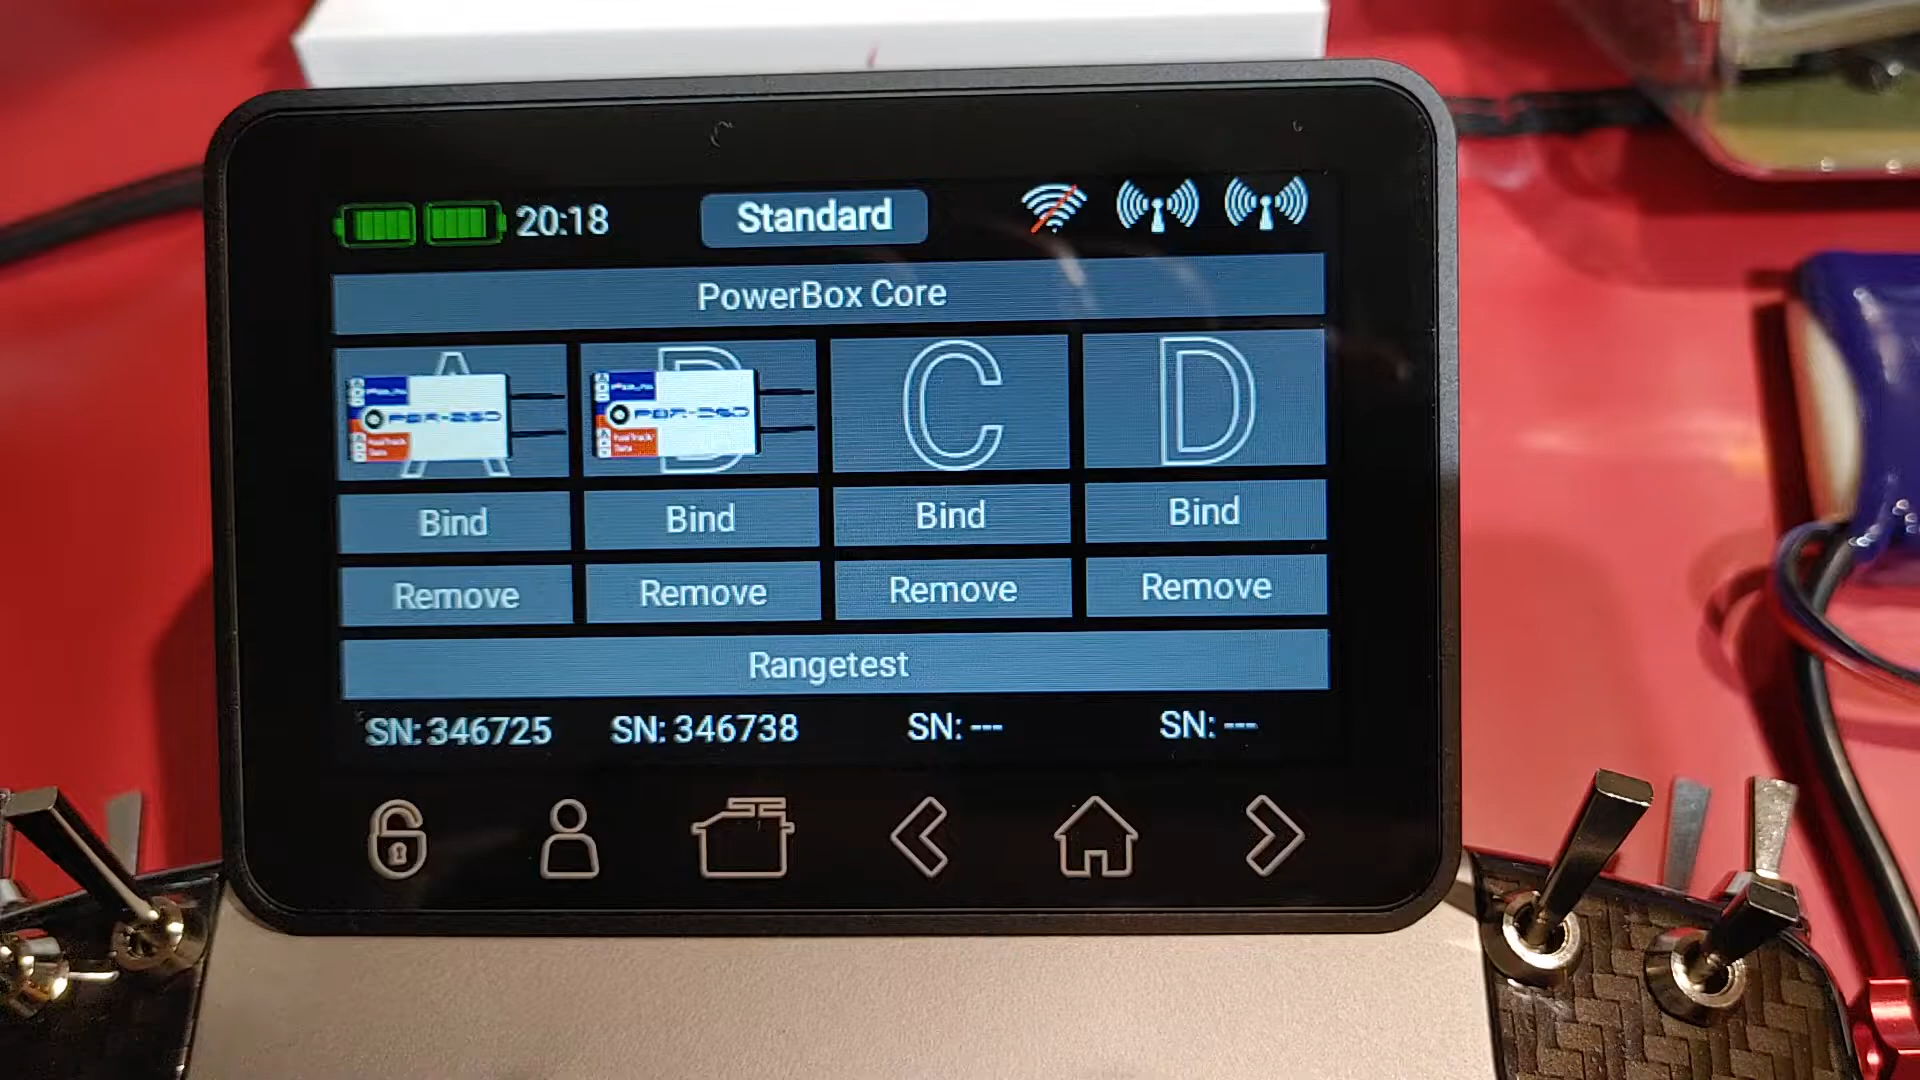 20:18 Standard
PowerBox Core
A B C D
Bind Bind Bind Bind
Remove Remove Remove Remove
Rangetest
SN: 346725 SN: 346738 SN: --- SN: ---